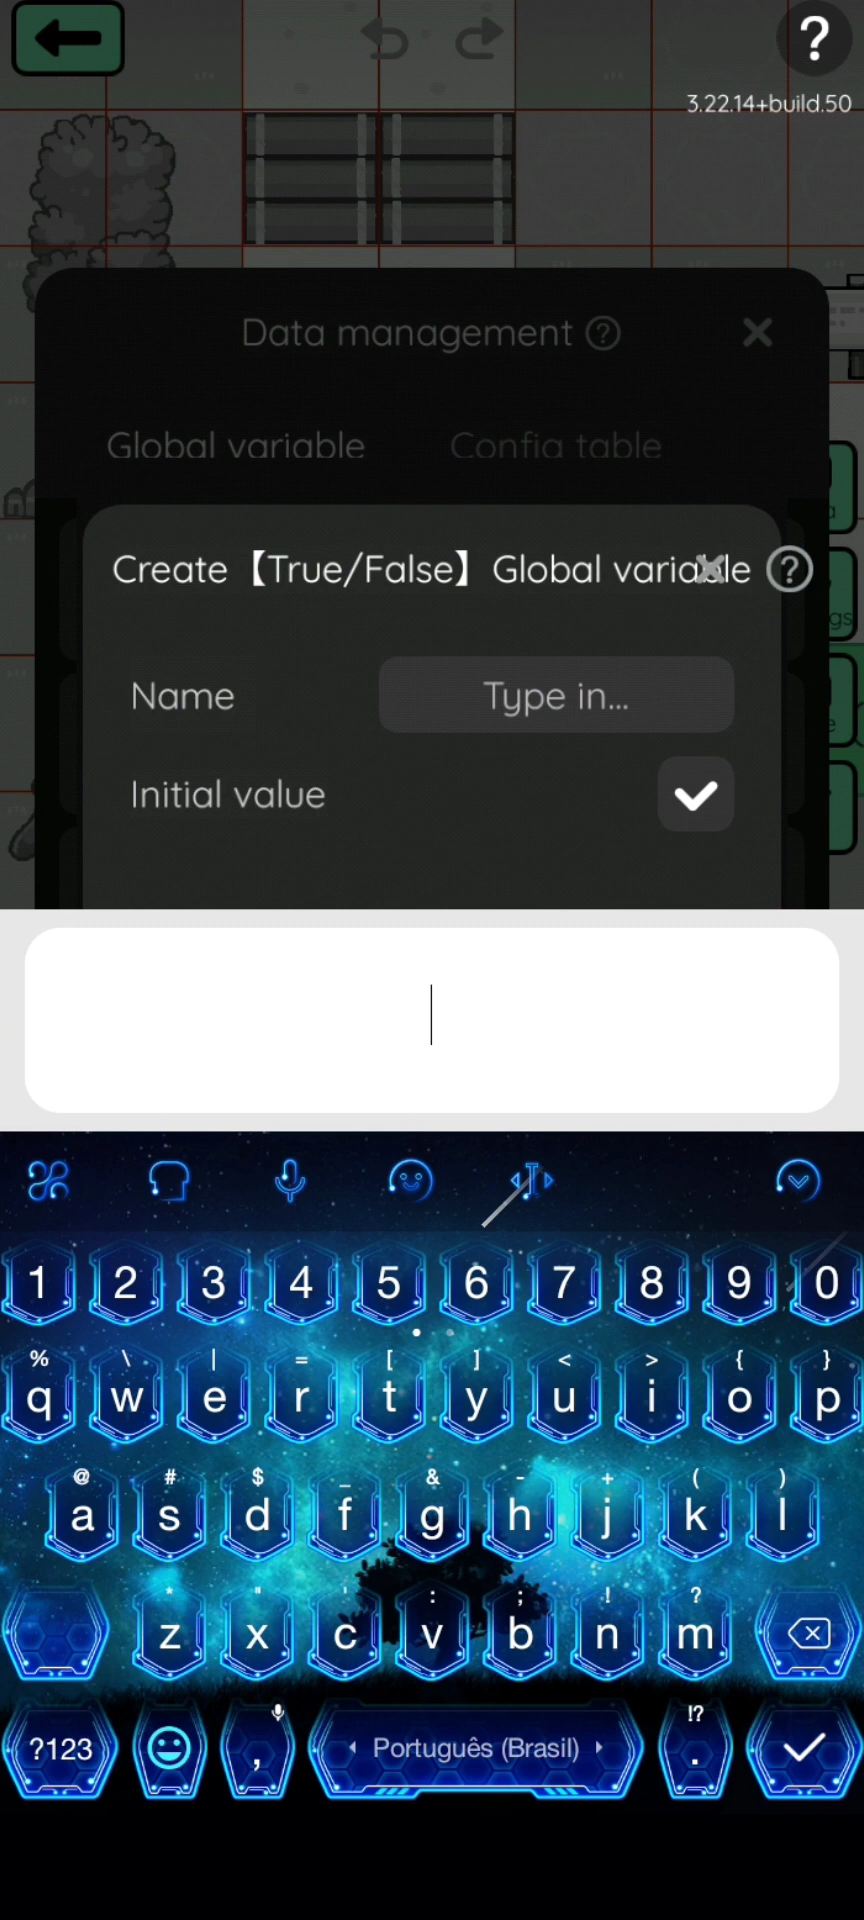 ?
3.22.14+build.50
Data management ?
Global variable Config table
Create【True/False】Global variable ?
Name Type in...
Initial value
1 2 3 4 5 6 7 8 9 0
% \ | = [ ] < > { }
q w e r t y u i o p
@ # $ _ & - + ( )
a s d f g h j k l
* " ' : ; ! ?
z x c v b n m
!?
?123 , Português (Brasil) .